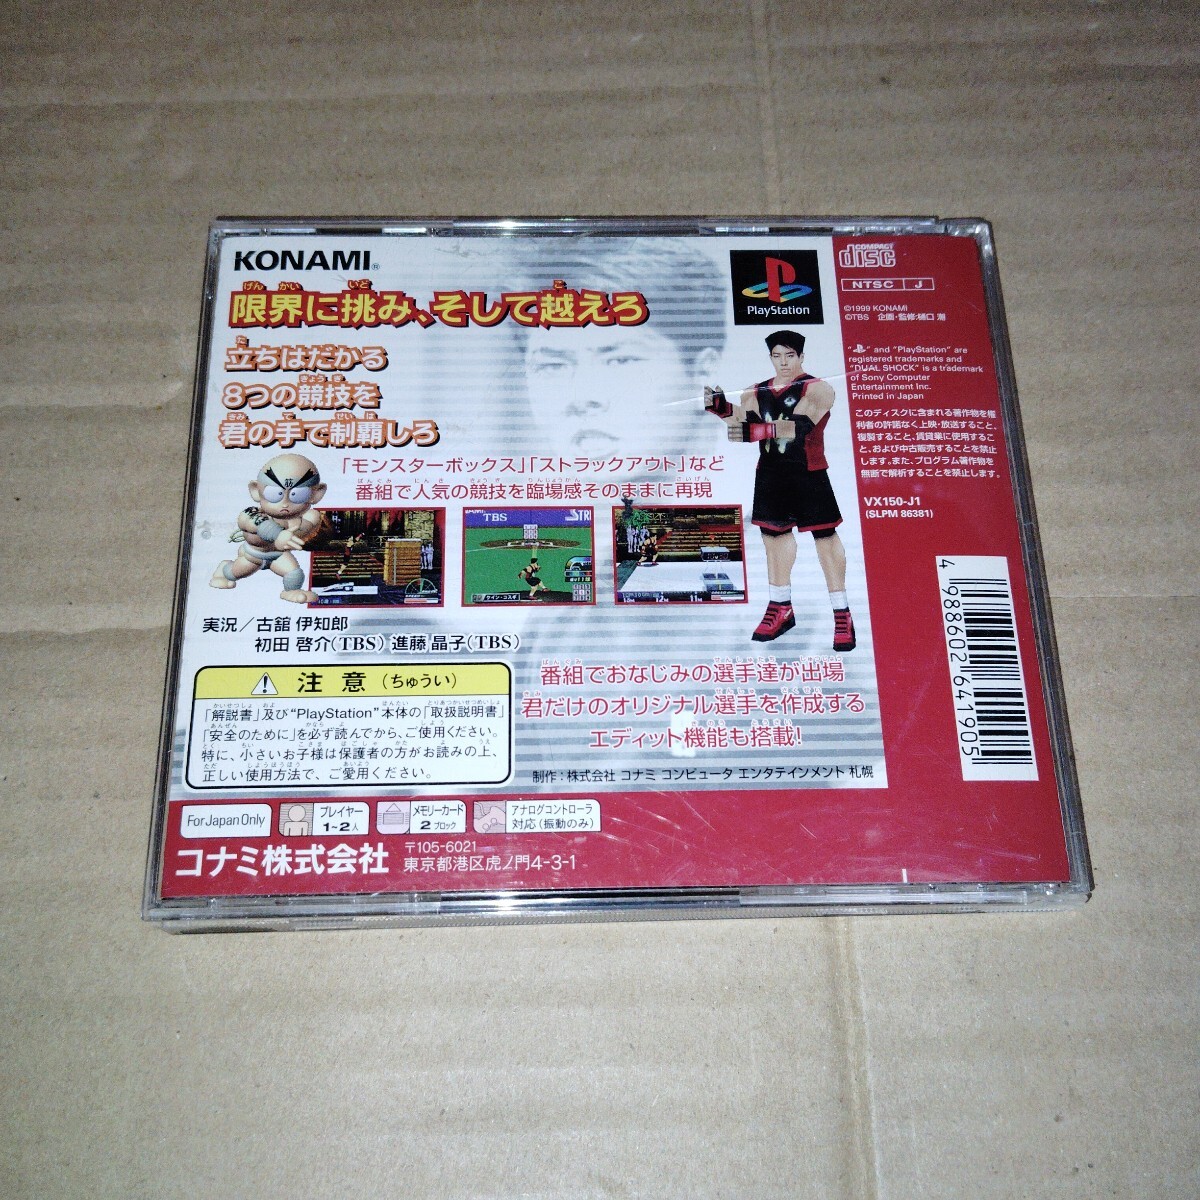 KONAMI®
限界に挑み、そして越えろ
立ちはだかる
8つの競技を
君の手で制覇しろ
「モンスターボックス」「ストラックアウト」など
番組で人気の競技を臨場感そのままに再現
筋
TBS
STR
ケイン・コスギ
12M
11M
実況／古舘 伊知郎
初田 啓介(TBS) 進藤 晶子(TBS)
番組でおなじみの選手達が出場
君だけのオリジナル選手を作成する
エディット機能も搭載!
制作：株式会社 コナミ コンピュータ エンタテインメント 札幌
注 意 (ちゅうい)
「解説書」及び“PlayStation”本体の「取扱説明書」
「安全のために」を必ず読んでから、ご使用ください。
特に、小さいお子様は保護者の方がお読みの上、
正しい使用方法で、ご愛用ください。
For Japan Only
プレイヤー
1~2人
メモリーカード
2ブロック
アナログコントローラ
対応(振動のみ)
コナミ株式会社
〒105-6021
東京都港区虎ノ門4-3-1
PlayStation
COMPACT
disc
NTSC J
©1999 KONAMI
©TBS 企画・監修:樋口 潮
“ ” and “PlayStation” are
registered trademarks and
“DUAL SHOCK” is a trademark
of Sony Computer
Entertainment Inc.
Printed in Japan
このディスクに含まれる著作物を権
利者の許諾なく上映・放送すること、
複製すること、賃貸業に使用するこ
と、および中古販売することを禁止
します。また、プログラム著作物を
無断で解析することを禁止します。
VX150-J1
(SLPM 86381)
4 988602 641905